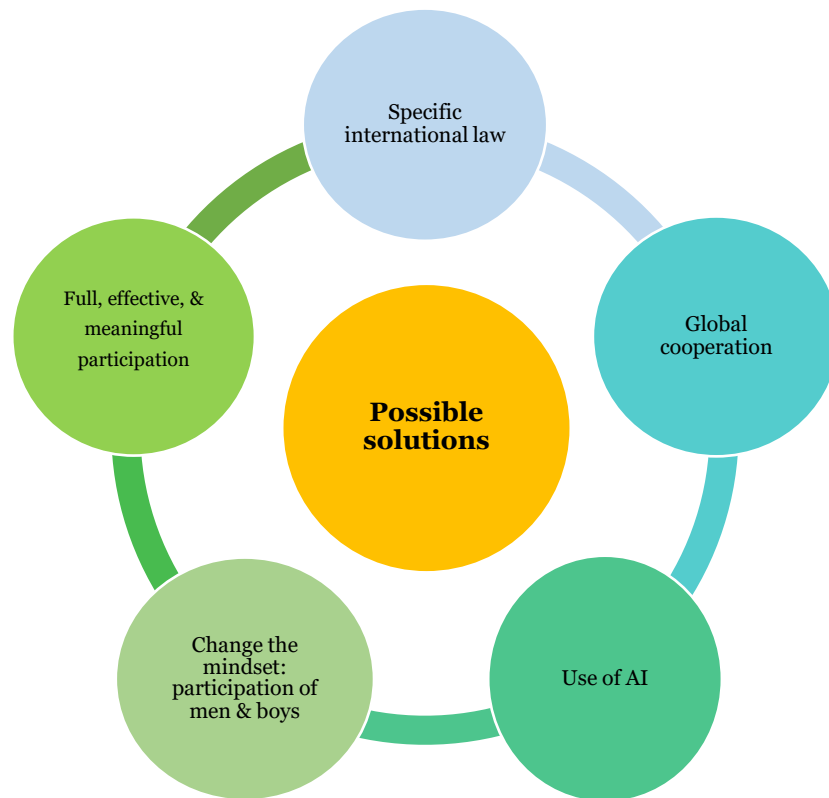 Specific
international law
Global
cooperation
Use of AI
Change the
mindset:
participation of
men & boys
Full, effective, &
meaningful
participation
Possible
solutions